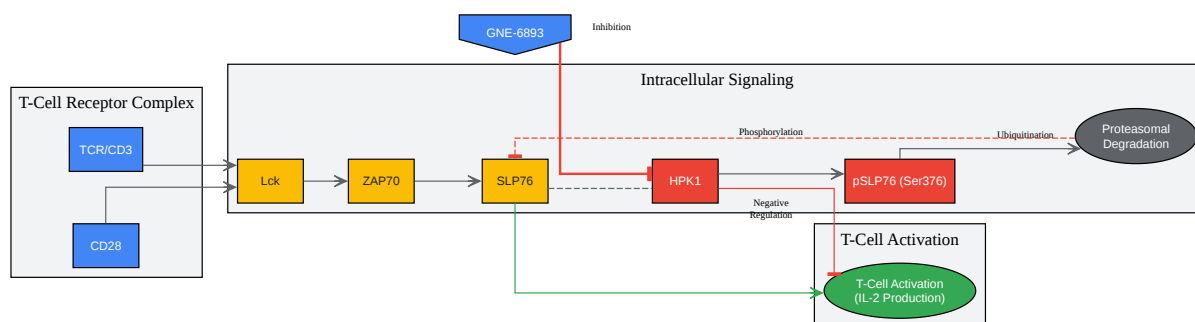 GNE-6893
Inhibition
Intracellular Signaling
T-Cell Receptor Complex
TCR/CD3
Phosphorylation
Ubiquitination
Proteasomal
Degradation
Lck
ZAP70
SLP76
HPK1
pSLP76 (Ser376)
Negative
Regulation
CD28
T-Cell Activation
T-Cell Activation
(IL-2 Production)